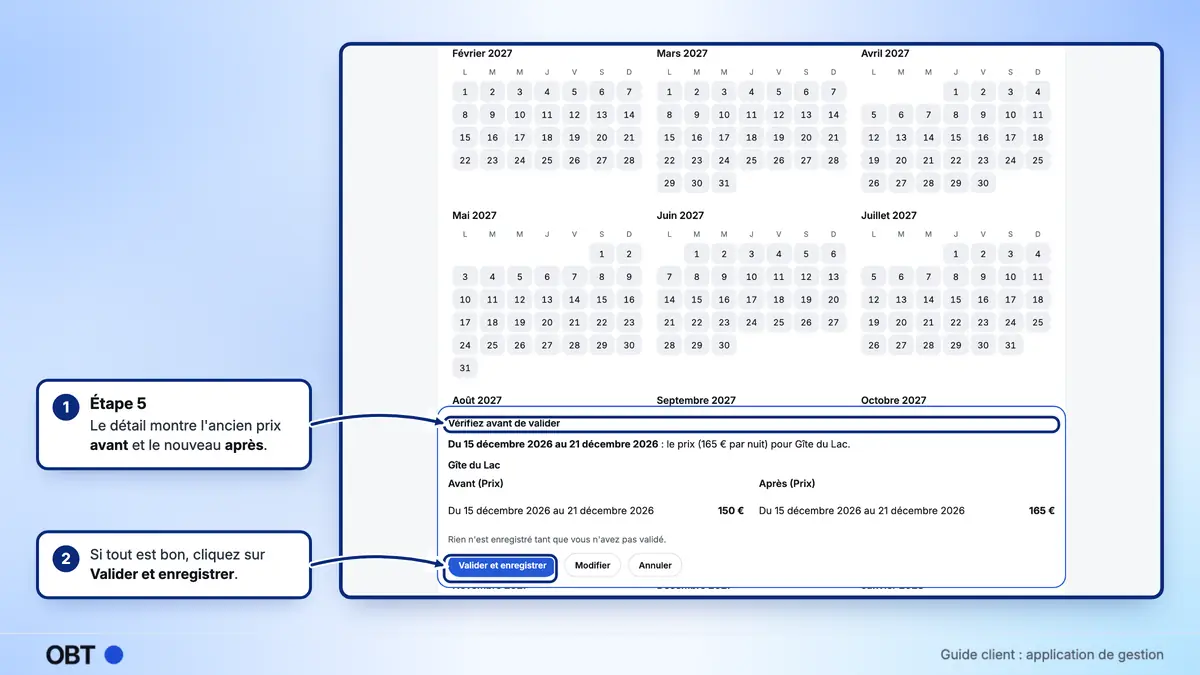 Février 2027
L M M J V S D
1 2 3 4 5 6 7
8 9 10 11 12 13 14
15 16 17 18 19 20 21
22 23 24 25 26 27 28
Mars 2027
L M M J V S D
1 2 3 4 5 6 7
8 9 10 11 12 13 14
15 16 17 18 19 20 21
22 23 24 25 26 27 28
29 30 31
Avril 2027
L M M J V S D
1 2 3 4
5 6 7 8 9 10 11
12 13 14 15 16 17 18
19 20 21 22 23 24 25
26 27 28 29 30
Mai 2027
L M M J V S D
1 2
3 4 5 6 7 8 9
10 11 12 13 14 15 16
17 18 19 20 21 22 23
24 25 26 27 28 29 30
31
Juin 2027
L M M J V S D
1 2 3 4 5 6
7 8 9 10 11 12 13
14 15 16 17 18 19 20
21 22 23 24 25 26 27
28 29 30
Juillet 2027
L M M J V S D
1 2 3 4
5 6 7 8 9 10 11
12 13 14 15 16 17 18
19 20 21 22 23 24 25
26 27 28 29 30 31
Août 2027
Septembre 2027
Octobre 2027
1 Étape 5
Le détail montre l'ancien prix
avant et le nouveau après.
Vérifiez avant de valider
Du 15 décembre 2026 au 21 décembre 2026 : le prix (165 € par nuit) pour Gîte du Lac.
Gîte du Lac
Avant (Prix)
Du 15 décembre 2026 au 21 décembre 2026 150 €
Après (Prix)
Du 15 décembre 2026 au 21 décembre 2026 165 €
Rien n'est enregistré tant que vous n'avez pas validé.
2 Si tout est bon, cliquez sur
Valider et enregistrer.
Valider et enregistrer Modifier Annuler
OBT
Guide client : application de gestion